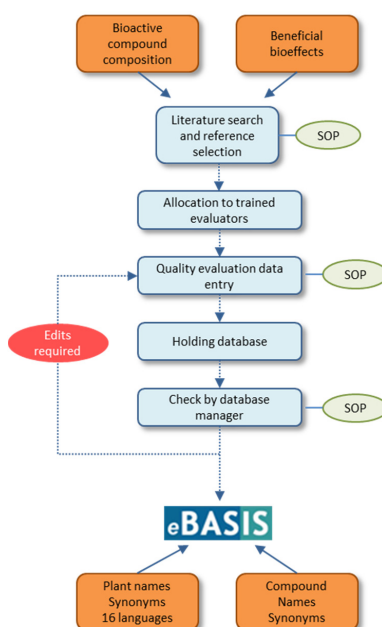 Bioactive
compound
composition
Beneficial
bioeffects
Literature search
and reference
selection
SOP
Allocation to trained
evaluators
Quality evaluation data
entry
SOP
Edits
required
Holding database
Check by database
manager
SOP
eBASIS
Plant names
Synonyms
16 languages
Compound
Names
Synonyms